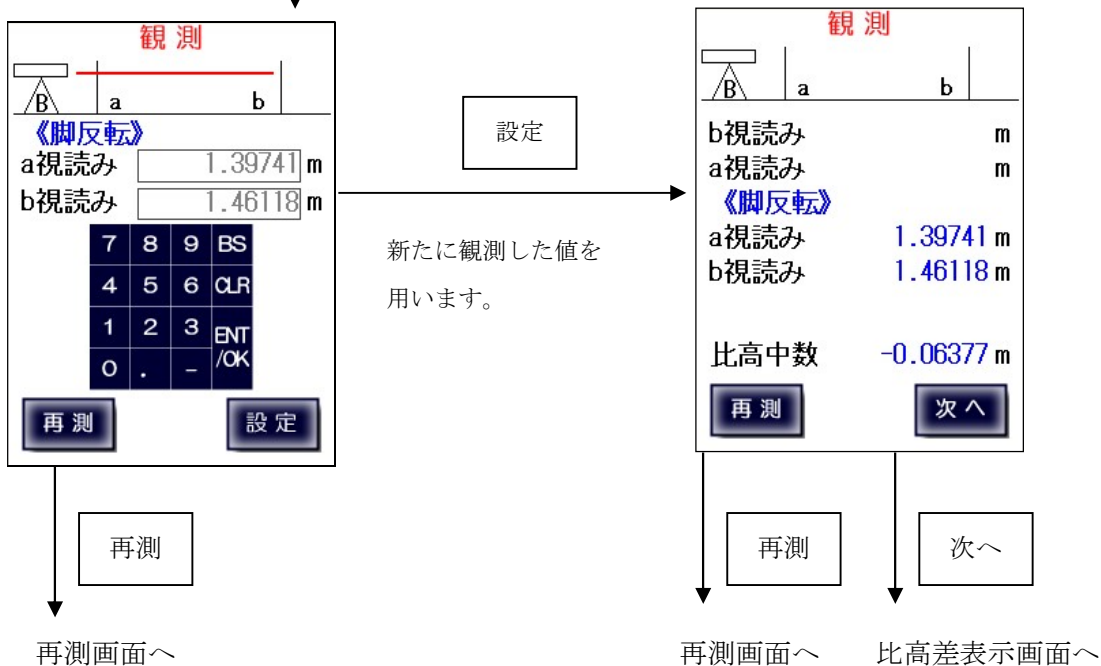 観 測
B
a
b
《脚反転》
a視読み 1.39741 m
b視読み 1.46118 m
7 8 9 BS
4 5 6 CLR
1 2 3 ENT/OK
0 . -
再 測
設 定
設定
新たに観測した値を
用います。
観 測
B
a
b
b視読み m
a視読み m
《脚反転》
a視読み 1.39741 m
b視読み 1.46118 m
比高中数 -0.06377 m
再 測
次 へ
再測
再測
次へ
再測画面へ
再測画面へ
比高差表示画面へ